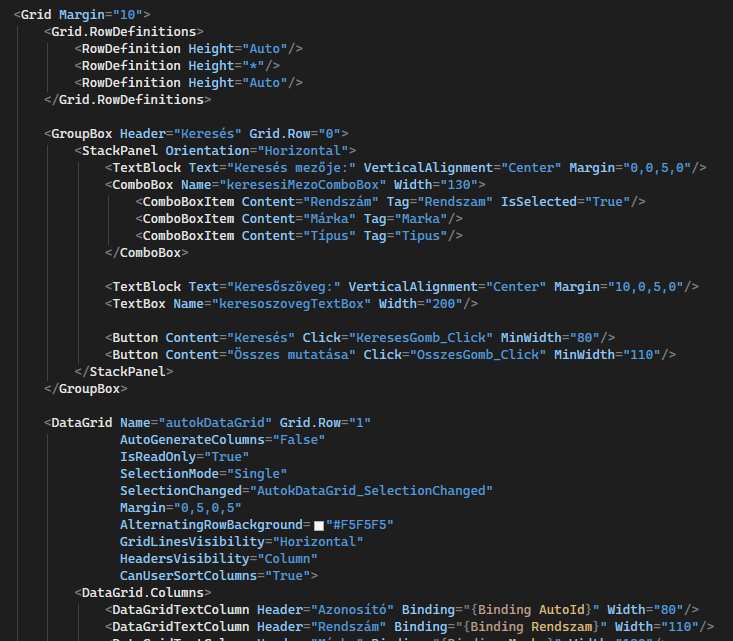 <Grid Margin="10">
<Grid.RowDefinitions>
<RowDefinition Height="Auto"/>
<RowDefinition Height="*"/>
<RowDefinition Height="Auto"/>
</Grid.RowDefinitions>
<GroupBox Header="Keresés" Grid.Row="0">
<StackPanel Orientation="Horizontal">
<TextBlock Text="Keresés mezője:" VerticalAlignment="Center" Margin="0,0,5,0"/>
<ComboBox Name="keresesiMezoComboBox" Width="130">
<ComboBoxItem Content="Rendszám" Tag="Rendszam" IsSelected="True"/>
<ComboBoxItem Content="Márka" Tag="Marka"/>
<ComboBoxItem Content="Típus" Tag="Tipus"/>
</ComboBox>
<TextBlock Text="Keresőszöveg:" VerticalAlignment="Center" Margin="10,0,5,0"/>
<TextBox Name="keresoszovegTextBox" Width="200"/>
<Button Content="Keresés" Click="KeresesGomb_Click" MinWidth="80"/>
<Button Content="Összes mutatása" Click="OsszesGomb_Click" MinWidth="110"/>
</StackPanel>
</GroupBox>
<DataGrid Name="autokDataGrid" Grid.Row="1"
AutoGenerateColumns="False"
IsReadOnly="True"
SelectionMode="Single"
SelectionChanged="AutokDataGrid_SelectionChanged"
Margin="0,5,0,5"
AlternatingRowBackground="#F5F5F5"
GridLinesVisibility="Horizontal"
HeadersVisibility="Column"
CanUserSortColumns="True">
<DataGrid.Columns>
<DataGridTextColumn Header="Azonosító" Binding="{Binding AutoId}" Width="80"/>
<DataGridTextColumn Header="Rendszám" Binding="{Binding Rendszam}" Width="110"/>